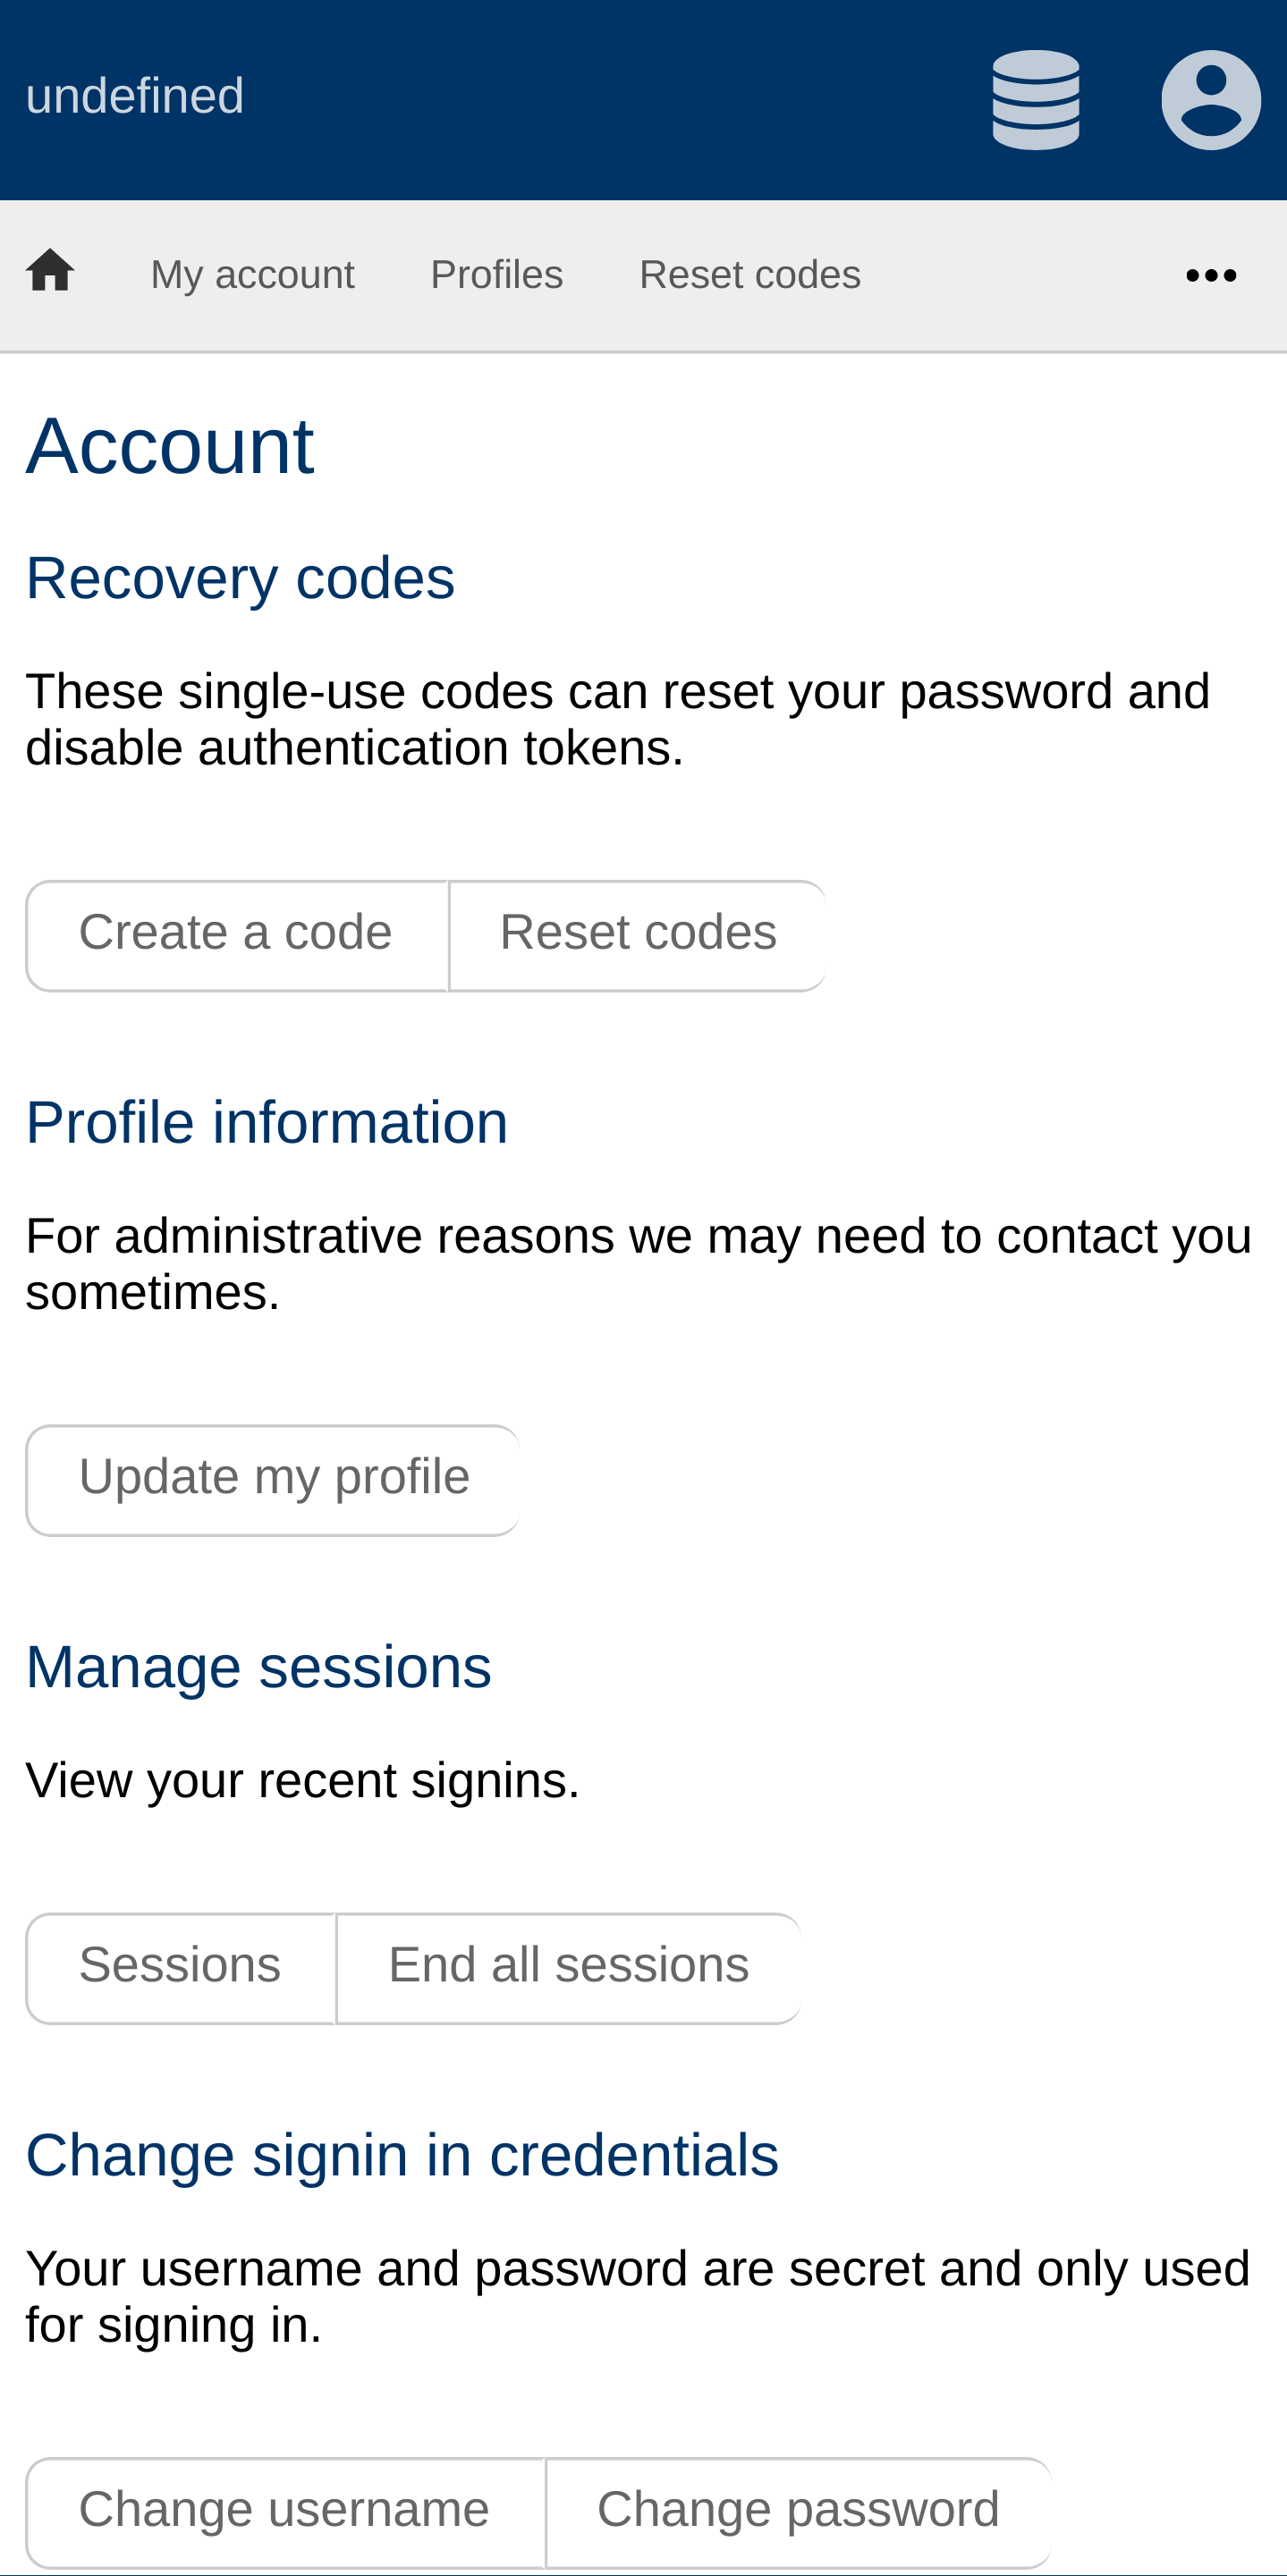 undefined
My account Profiles Reset codes
Account
Recovery codes
These single-use codes can reset your password and
disable authentication tokens.
Create a code Reset codes
Profile information
For administrative reasons we may need to contact you
sometimes.
Update my profile
Manage sessions
View your recent signins.
Sessions End all sessions
Change signin in credentials
Your username and password are secret and only used
for signing in.
Change username Change password